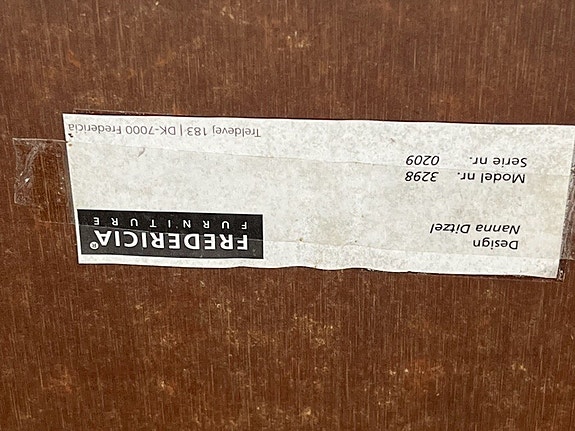 Design
Nanna Ditzel
FREDERICIA®
FURNITURE
Model nr. 3298
Serie nr. 0209
Treldevej 183 | DK-7000 Fredericia